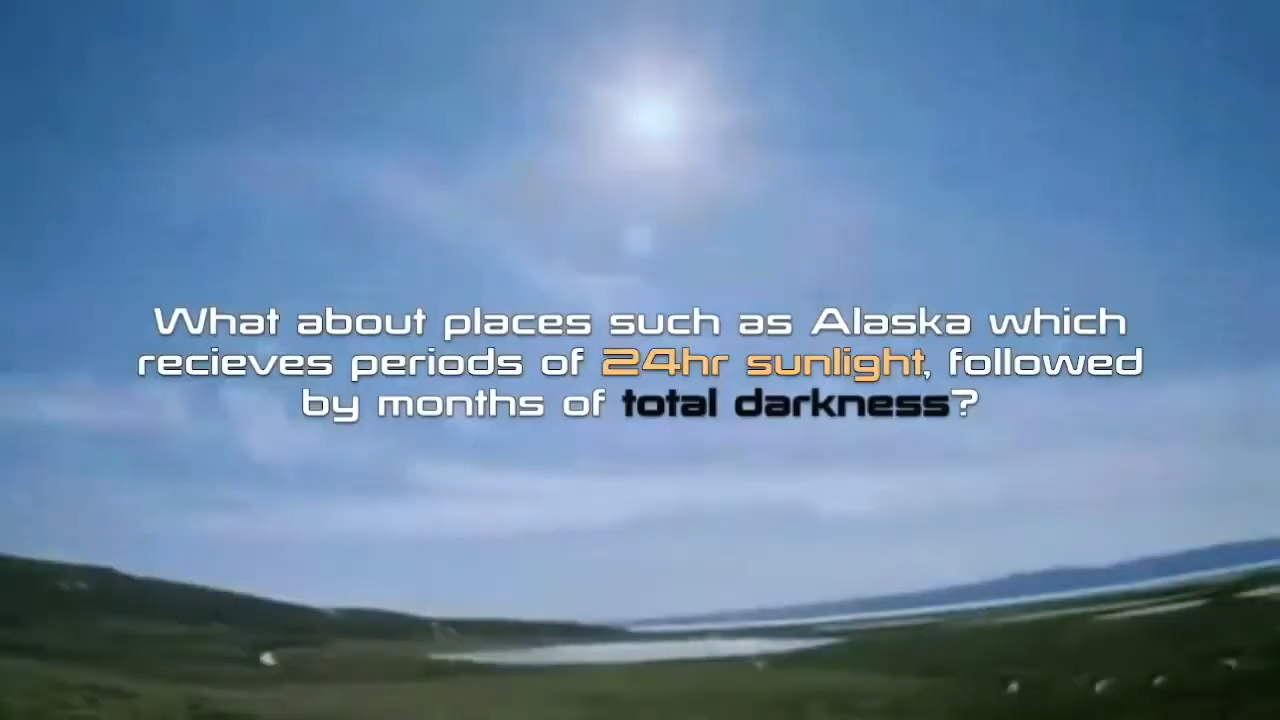 What about places such as Alaska which
recieves periods of 24hr sunlight, followed
by months of total darkness?